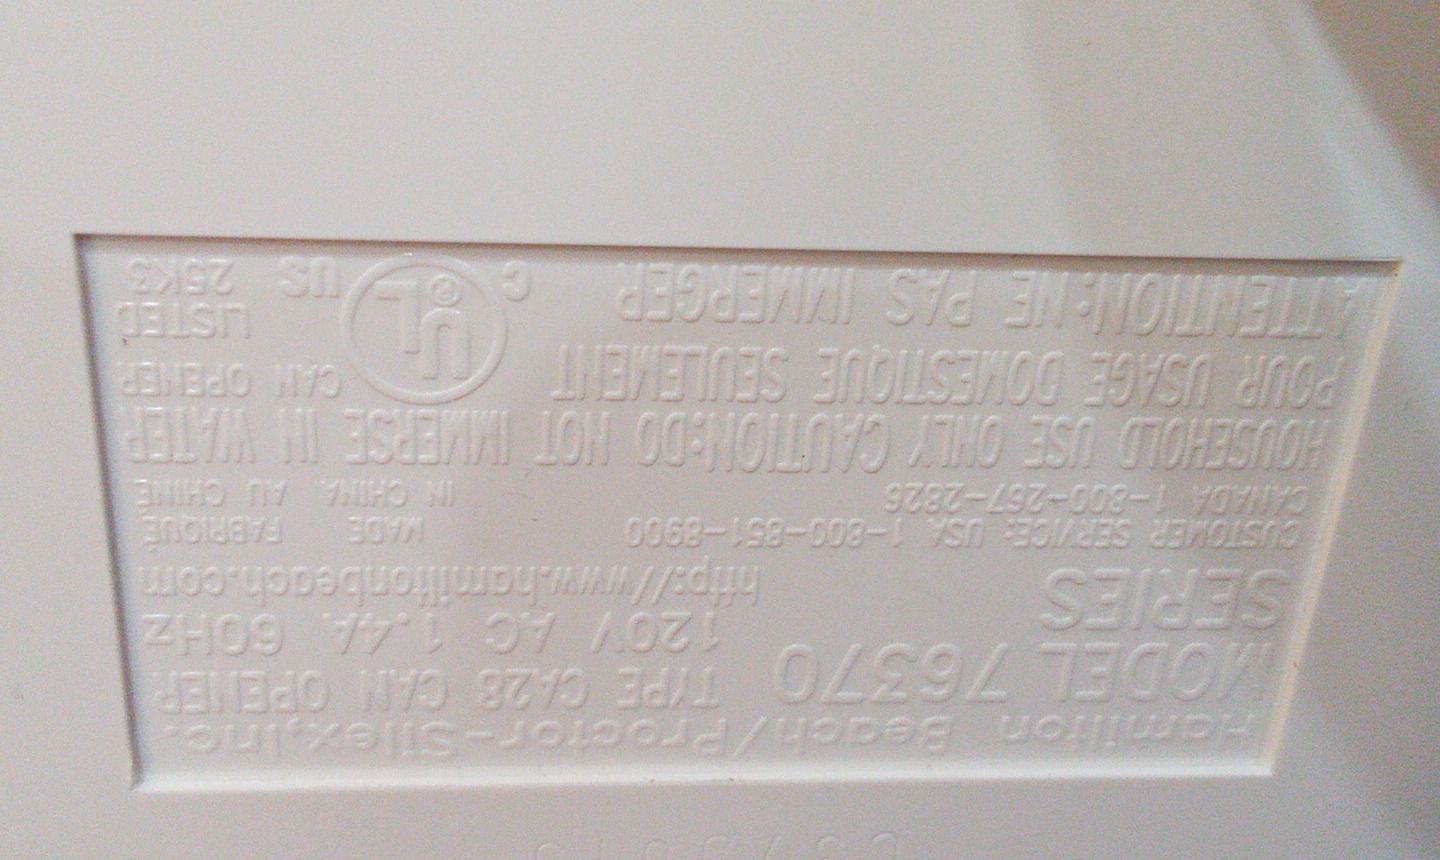 Hamilton Beach/Proctor-Silex,Inc.
MODEL 76370
SERIES
TYPE CA28 CAN OPENER
120V AC 1.4A 60Hz
http://www.hamiltonbeach.com
CUSTOMER SERVICE: USA 1-800-851-8900
CANADA 1-800-267-2826
MADE IN CHINA
FABRIQUÉ AU CHINE
HOUSEHOLD USE ONLY CAUTION:DO NOT IMMERSE IN WATER
POUR USAGE DOMESTIQUE SEULEMENT
ATTENTION:NE PAS IMMERGER
C UL ® US
CAN OPENER
LISTED
25K3